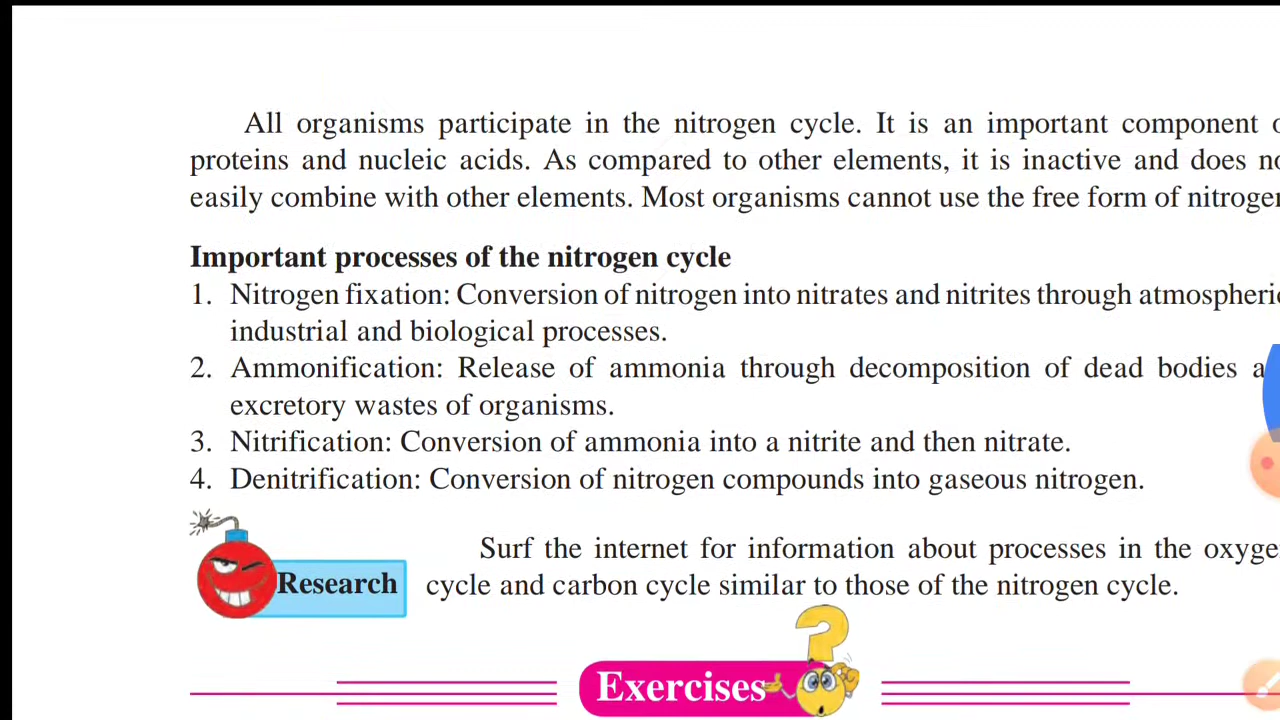 All organisms participate in the nitrogen cycle. It is an important component
proteins and nucleic acids. As compared to other elements, it is inactive and does
easily combine with other elements. Most organisms cannot use the free form of
Important processes of the nitrogen cycle
1. Nitrogen fixation: Conversion of nitrogen into nitrates and nitrites through
industrial and biological processes.
2. Ammonification: Release of ammonia through decomposition of dead bodies
excretory wastes of organisms.
3. Nitrification: Conversion of ammonia into a nitrite and then nitrate.
4. Denitrification: Conversion of nitrogen compounds into gaseous nitrogen.
Surf the internet for information about processes in the
Research cycle and carbon cycle similar to those of the nitrogen cycle.
?
Exercises